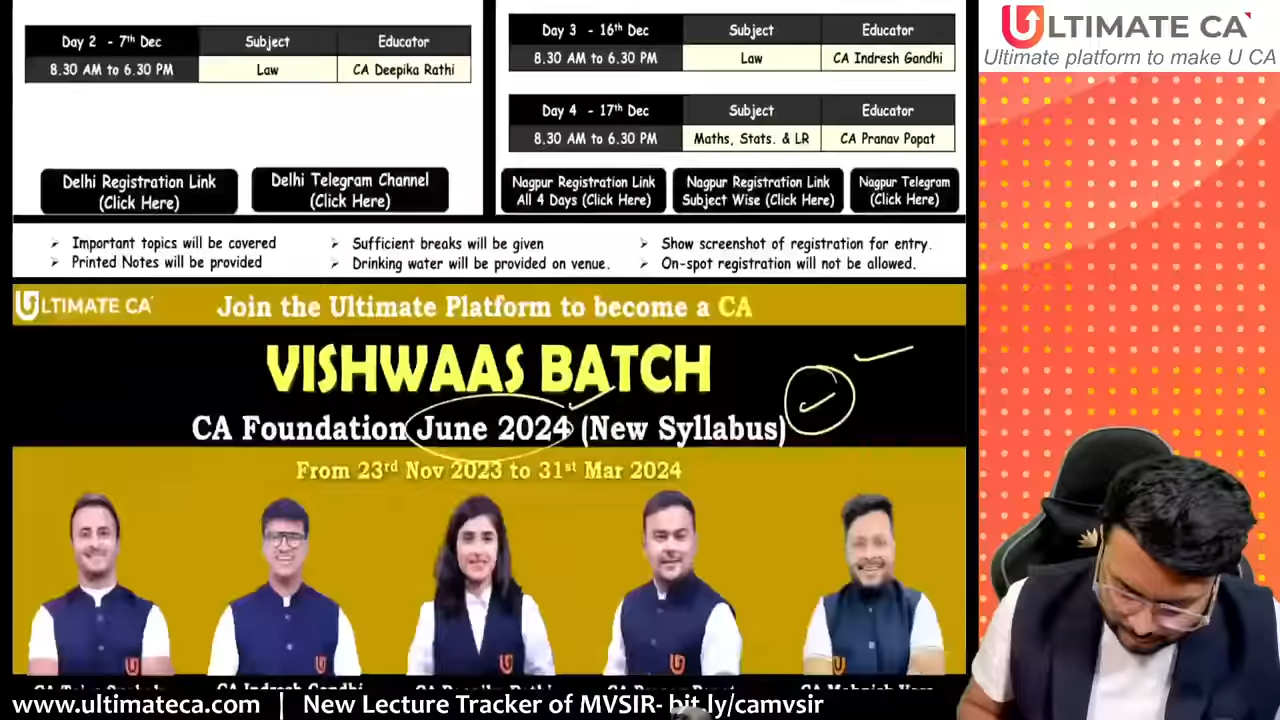 Day 2 - 7th Dec Subject Educator
8.30 AM to 6.30 PM Law CA Deepika Rathi
Day 3 - 16th Dec Subject Educator
8.30 AM to 6.30 PM Law CA Indresh Gandhi
Day 4 - 17th Dec Subject Educator
8.30 AM to 6.30 PM Maths, Stats. & LR CA Pranav Popat
Delhi Registration Link
(Click Here)
Delhi Telegram Channel
(Click Here)
Nagpur Registration Link
All 4 Days (Click Here)
Nagpur Registration Link
Subject Wise (Click Here)
Nagpur Telegram
(Click Here)
Important topics will be covered
Printed Notes will be provided
Sufficient breaks will be given
Drinking water will be provided on venue.
Show screenshot of registration for entry.
On-spot registration will not be allowed.
ULTIMATE CA
Join the Ultimate Platform to become a CA
VISHWAAS BATCH
CA Foundation June 2024 (New Syllabus)
From 23rd Nov 2023 to 31st Mar 2024
www.ultimateca.com | New Lecture Tracker of MVSIR- bit.ly/camvsir
ULTIMATE CA
Ultimate platform to make U CA